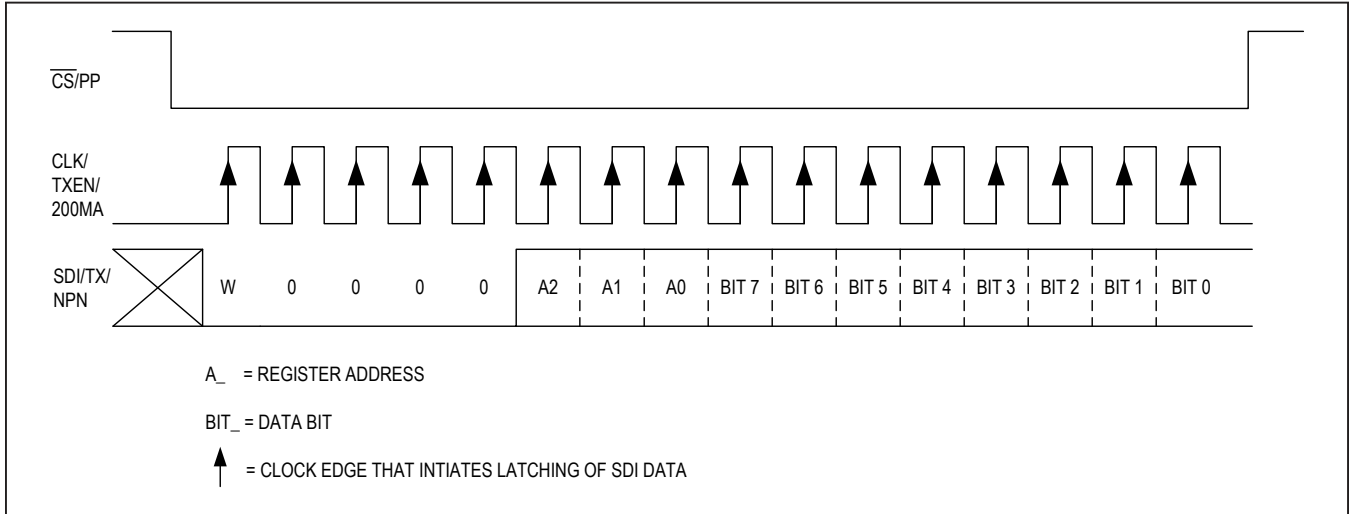 CS/PP
CLK/
TXEN/
200MA
SDI/TX/
NPN
W 0 0 0 0 A2 A1 A0 BIT 7 BIT 6 BIT 5 BIT 4 BIT 3 BIT 2 BIT 1 BIT 0
A_ = REGISTER ADDRESS
BIT_ = DATA BIT
= CLOCK EDGE THAT INTIATES LATCHING OF SDI DATA